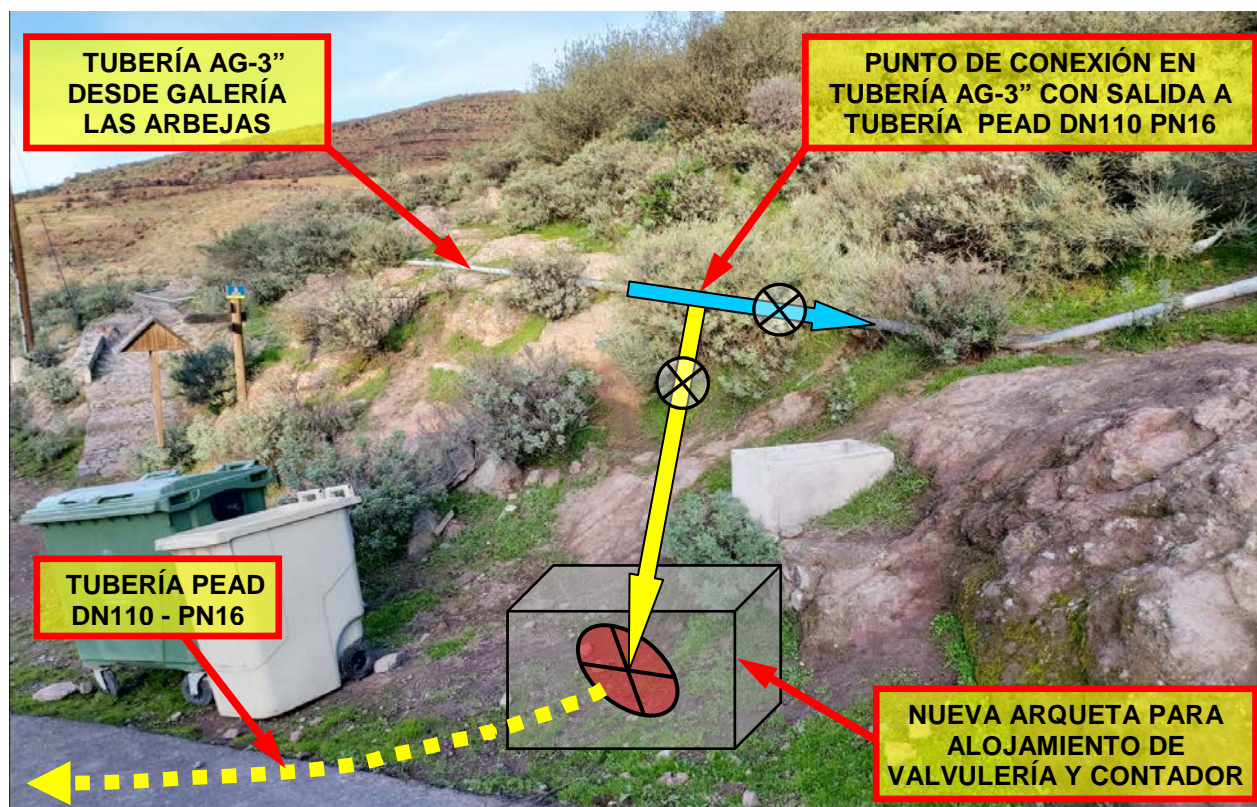 TUBERÍA AG-3”
DESDE GALERÍA
LAS ARBEJAS
PUNTO DE CONEXIÓN EN
TUBERÍA AG-3” CON SALIDA A
TUBERÍA PEAD DN110 PN16
TUBERÍA PEAD
DN110 - PN16
NUEVA ARQUETA PARA
ALOJAMIENTO DE
VALVULERÍA Y CONTADOR